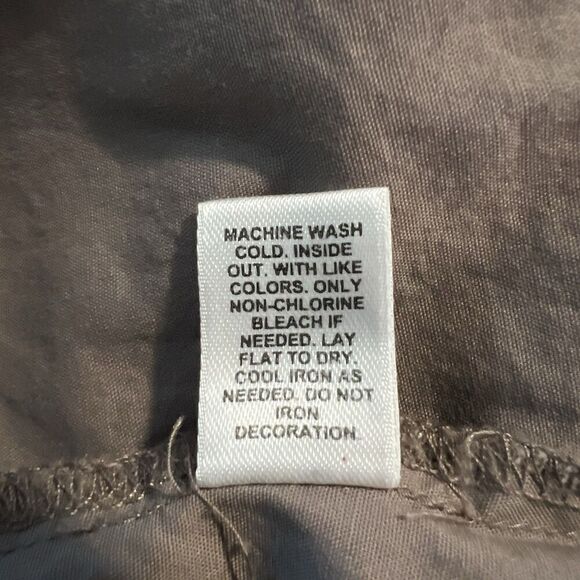 MACHINE WASH
COLD. INSIDE
OUT. WITH LIKE
COLORS. ONLY
NON-CHLORINE
BLEACH IF
NEEDED. LAY
FLAT TO DRY.
COOL IRON AS
NEEDED. DO NOT
IRON
DECORATION